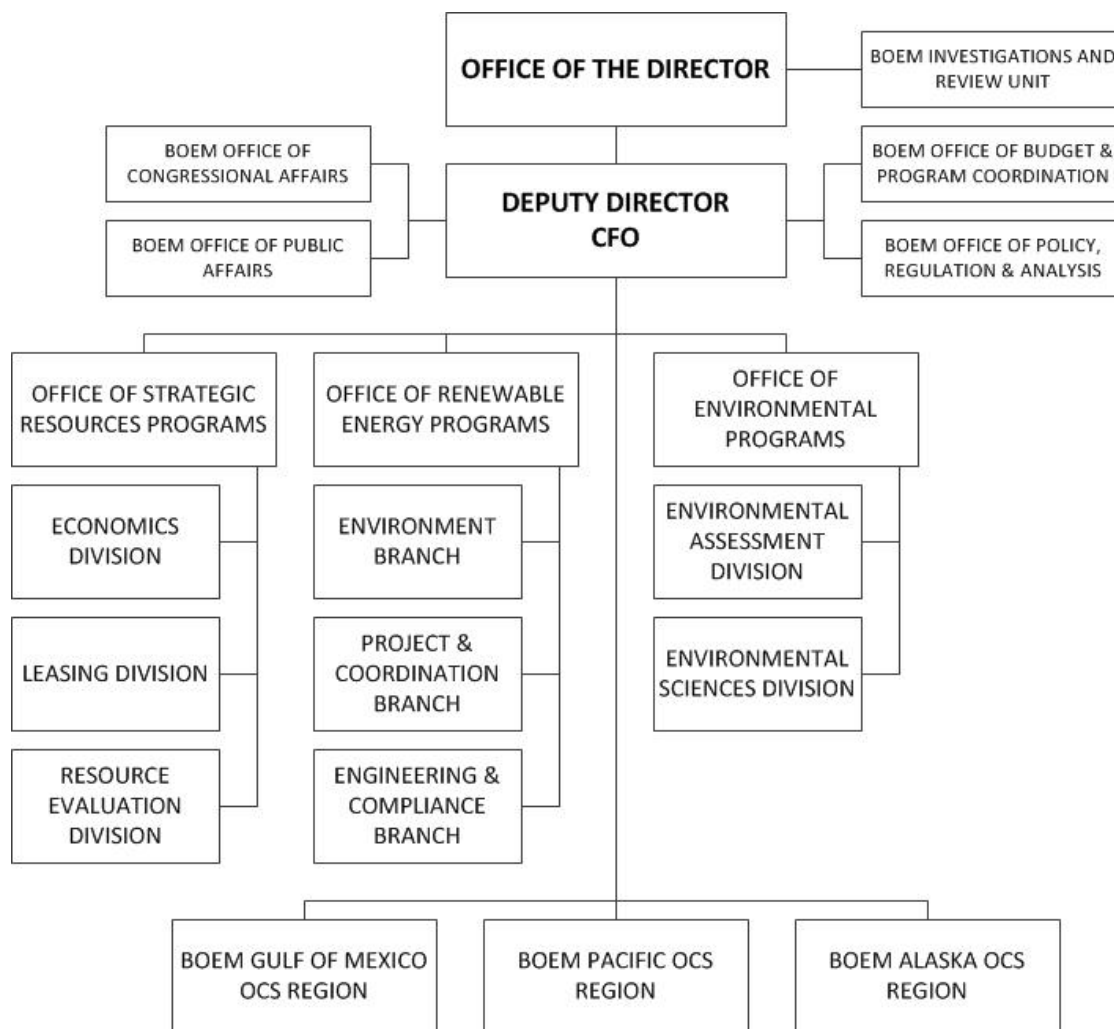 OFFICE OF THE DIRECTOR
BOEM INVESTIGATIONS AND
REVIEW UNIT
BOEM OFFICE OF
CONGRESSIONAL AFFAIRS
DEPUTY DIRECTOR
CFO
BOEM OFFICE OF BUDGET &
PROGRAM COORDINATION
BOEM OFFICE OF PUBLIC
AFFAIRS
BOEM OFFICE OF POLICY,
REGULATION & ANALYSIS
OFFICE OF STRATEGIC
RESOURCES PROGRAMS
OFFICE OF RENEWABLE
ENERGY PROGRAMS
OFFICE OF
ENVIRONMENTAL
PROGRAMS
ECONOMICS
DIVISION
ENVIRONMENT
BRANCH
ENVIRONMENTAL
ASSESSMENT
DIVISION
LEASING DIVISION
PROJECT &
COORDINATION
BRANCH
ENVIRONMENTAL
SCIENCES DIVISION
RESOURCE
EVALUATION
DIVISION
ENGINEERING &
COMPLIANCE
BRANCH
BOEM GULF OF MEXICO
OCS REGION
BOEM PACIFIC OCS
REGION
BOEM ALASKA OCS
REGION